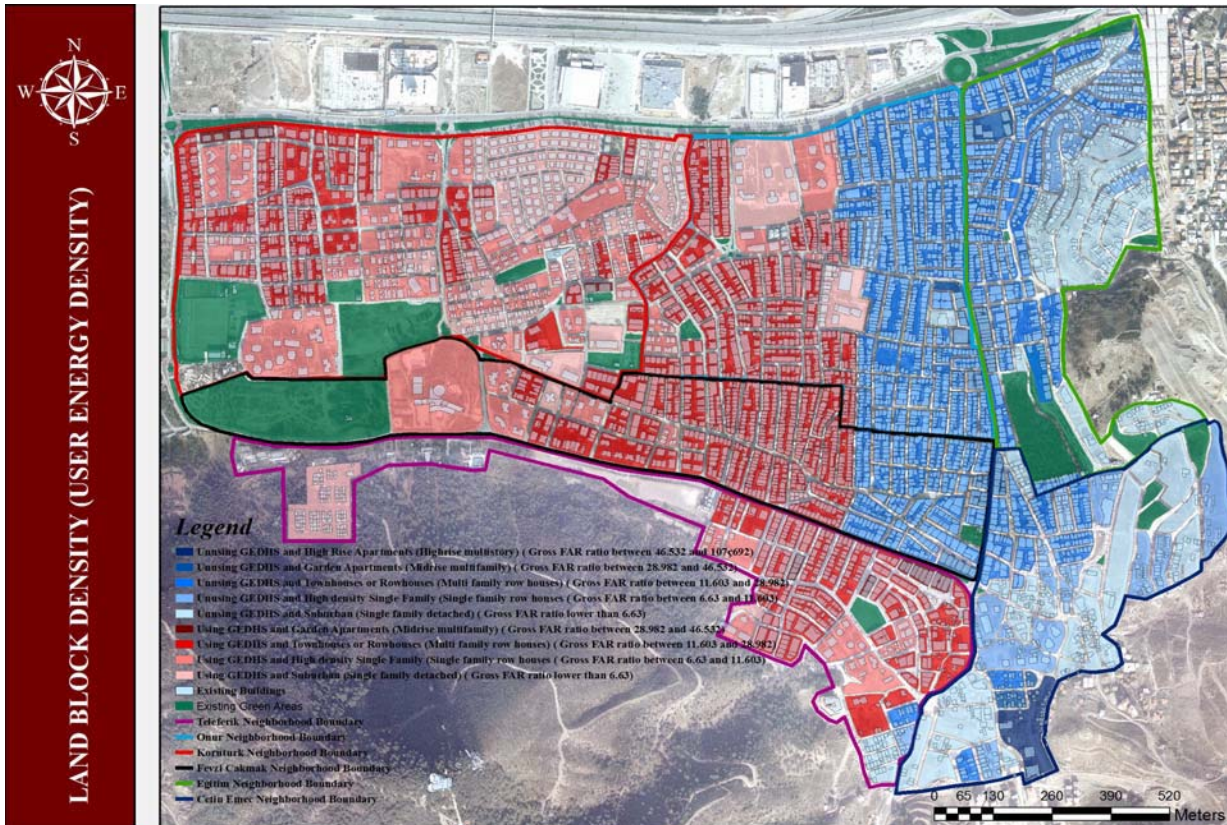 N
W E
S
LAND BLOCK DENSITY (USER ENERGY DENSITY)
Legend
Unusing GEDHS and High Rise Apartments (Highrise multistory) ( Gross FAR ratio between 46.532 and 107ç692)
Unusing GEDHS and Garden Apartments (Midrise multifamily) ( Gross FAR ratio between 28.982 and 46.532)
Unusing GEDHS and Townhouses or Rowhouses (Multi family row houses) ( Gross FAR ratio between 11.603 and 28.982)
Unusing GEDHS and High density Single Family (Single family row houses ( Gross FAR ratio between 6.63 and 11.603)
Unusing GEDHS and Suburban (Single family detached) ( Gross FAR ratio lower than 6.63)
Using GEDHS and Garden Apartments (Midrise multifamily) ( Gross FAR ratio between 28.982 and 46.532)
Using GEDHS and Townhouses or Rowhouses (Multi family row houses) ( Gross FAR ratio between 11.603 and 28.982)
Using GEDHS and High density Single Family (Single family row houses ( Gross FAR ratio between 6.63 and 11.603)
Using GEDHS and Suburban (Single family detached) ( Gross FAR ratio lower than 6.63)
Existing Buildings
Existing Green Areas
Teleferik Neighborhood Boundary
Onur Neighborhood Boundary
Koruturk Neighborhood Boundary
Fevzi Cakmak Neighborhood Boundary
Egitim Neighborhood Boundary
Cetin Emec Neighborhood Boundary
0 65 130 260 390 520
Meters